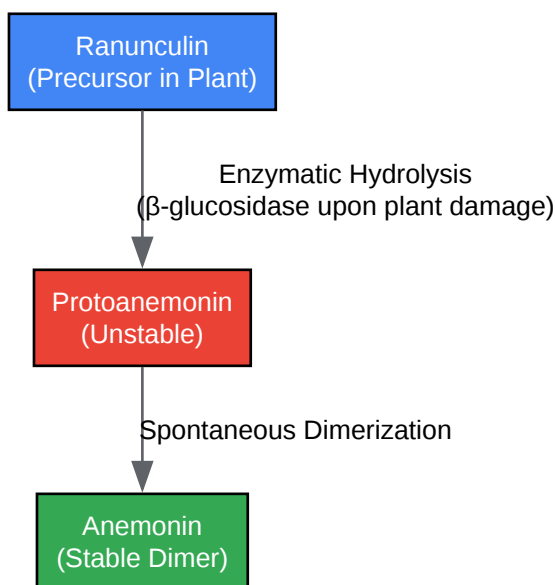 Ranunculin
(Precursor in Plant)
Enzymatic Hydrolysis
(β-glucosidase upon plant damage)
Protoanemonin
(Unstable)
Spontaneous Dimerization
Anemonin
(Stable Dimer)